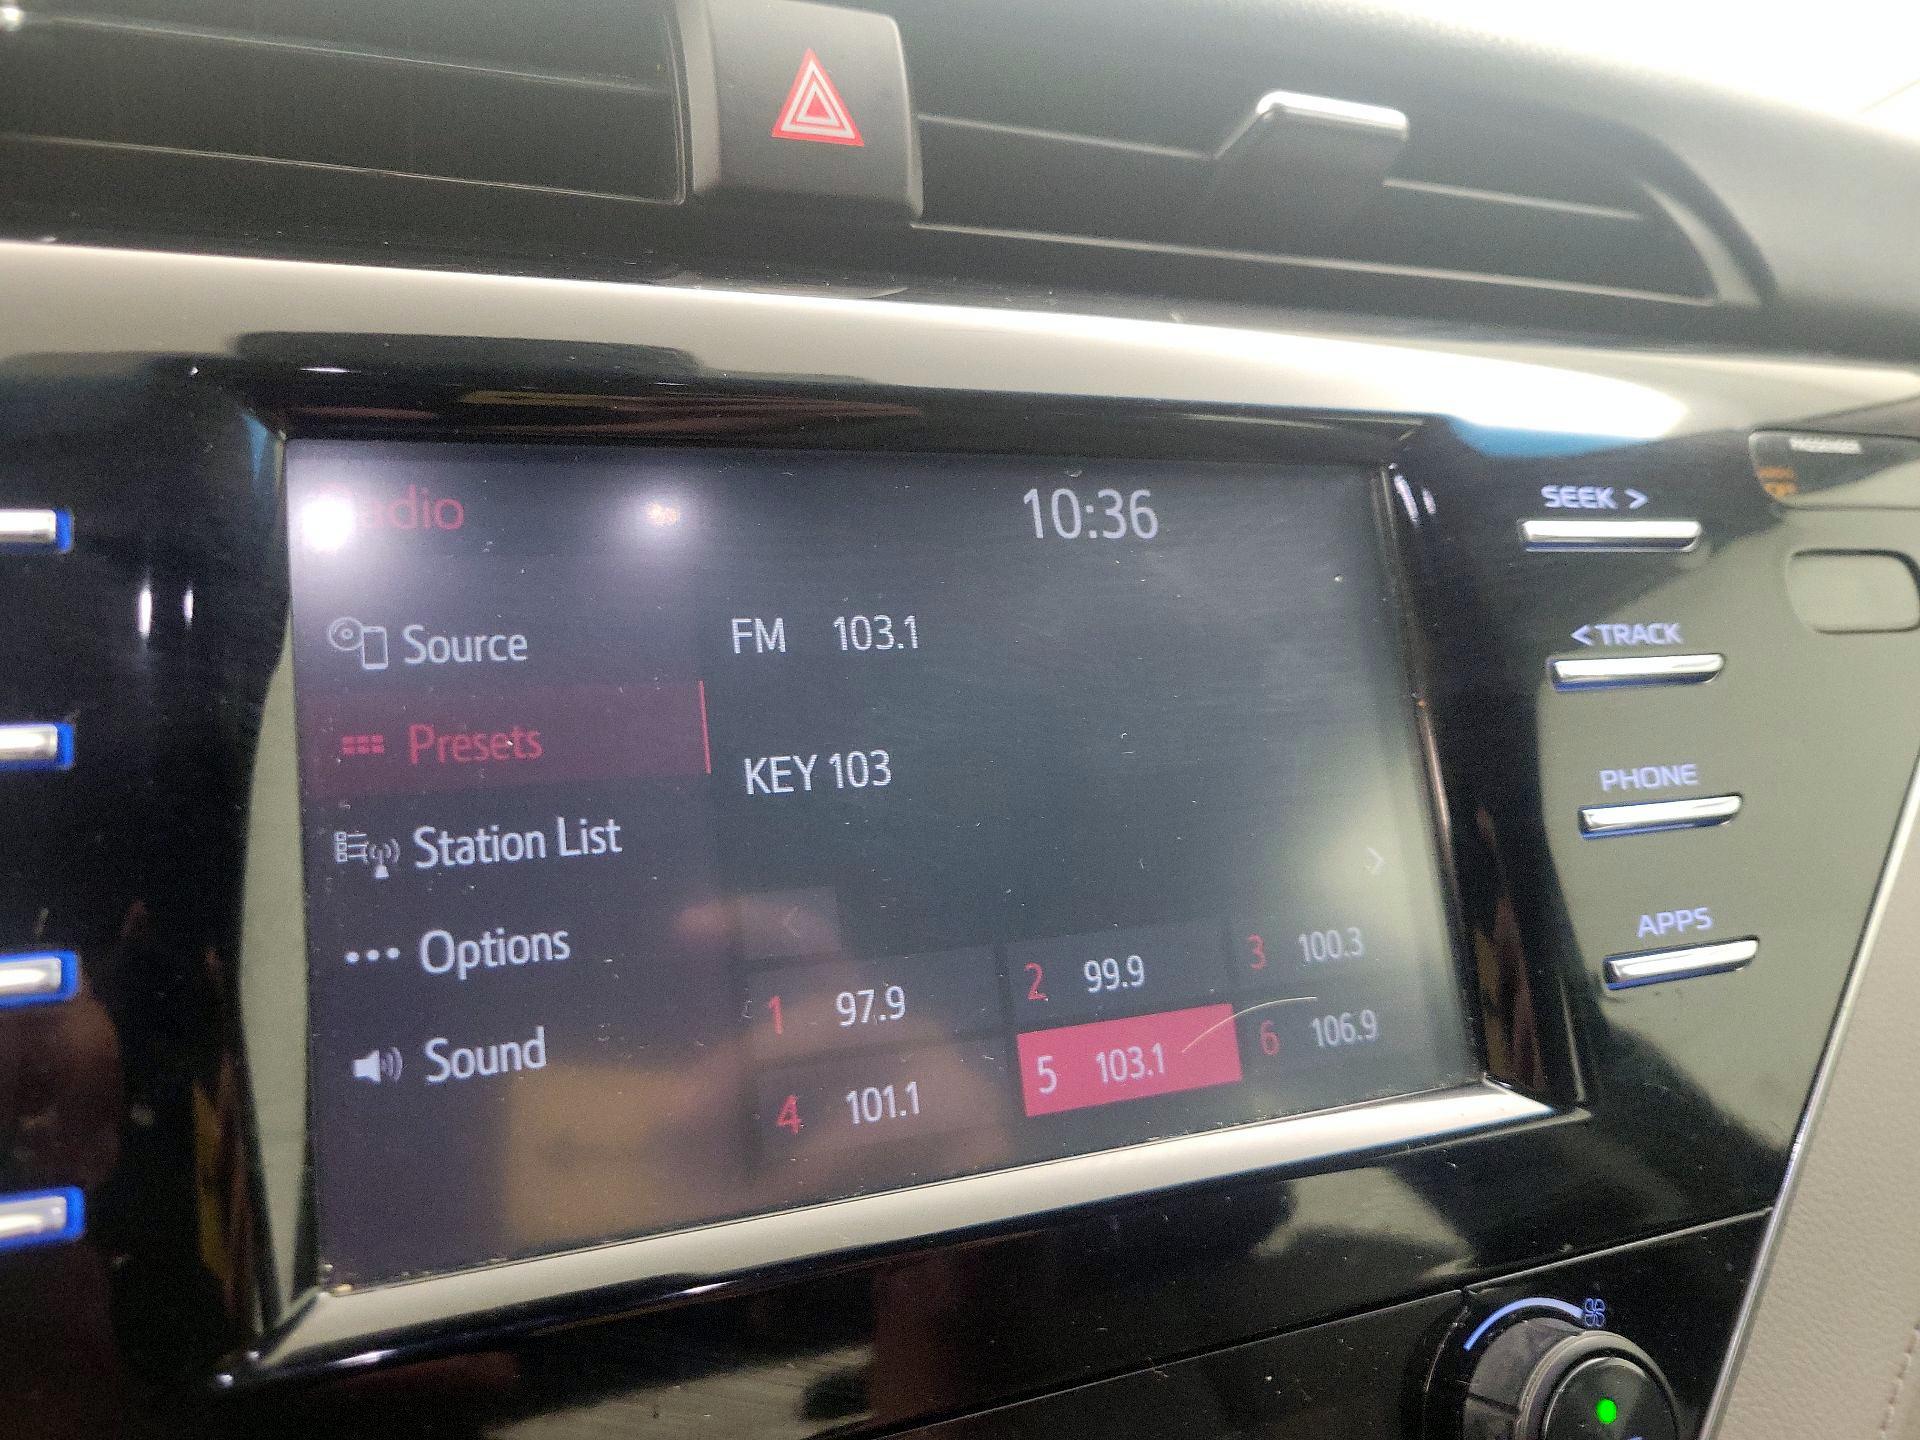 Radio
10:36
Source
FM 103.1
Presets
KEY 103
Station List
Options
Sound
1 97.9
2 99.9
3 100.3
4 101.1
5 103.1
6 106.9
SEEK >
< TRACK
PHONE
APPS